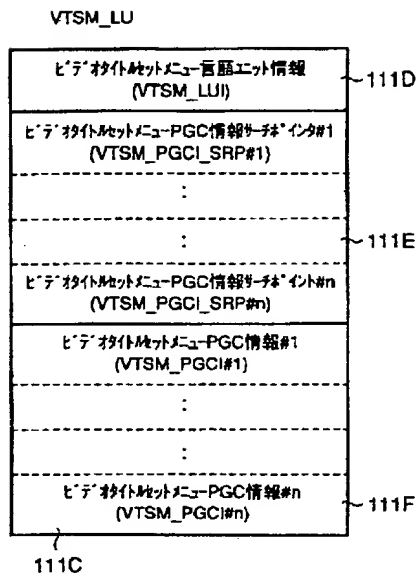 VTSM_LU
ビデオタイトルセットメニュー言語ユニット情報
(VTSM_LUI)
111D
ビデオタイトルセットメニューPGC情報サーチポインタ#1
(VTSM_PGCI_SRP#1)
:
:
111E
ビデオタイトルセットメニューPGC情報サーチポイント#n
(VTSM_PGCI_SRP#n)
ビデオタイトルセットメニューPGC情報#1
(VTSM_PGCI#1)
:
:
ビデオタイトルセットメニューPGC情報#n
(VTSM_PGCI#n)
111F
111C